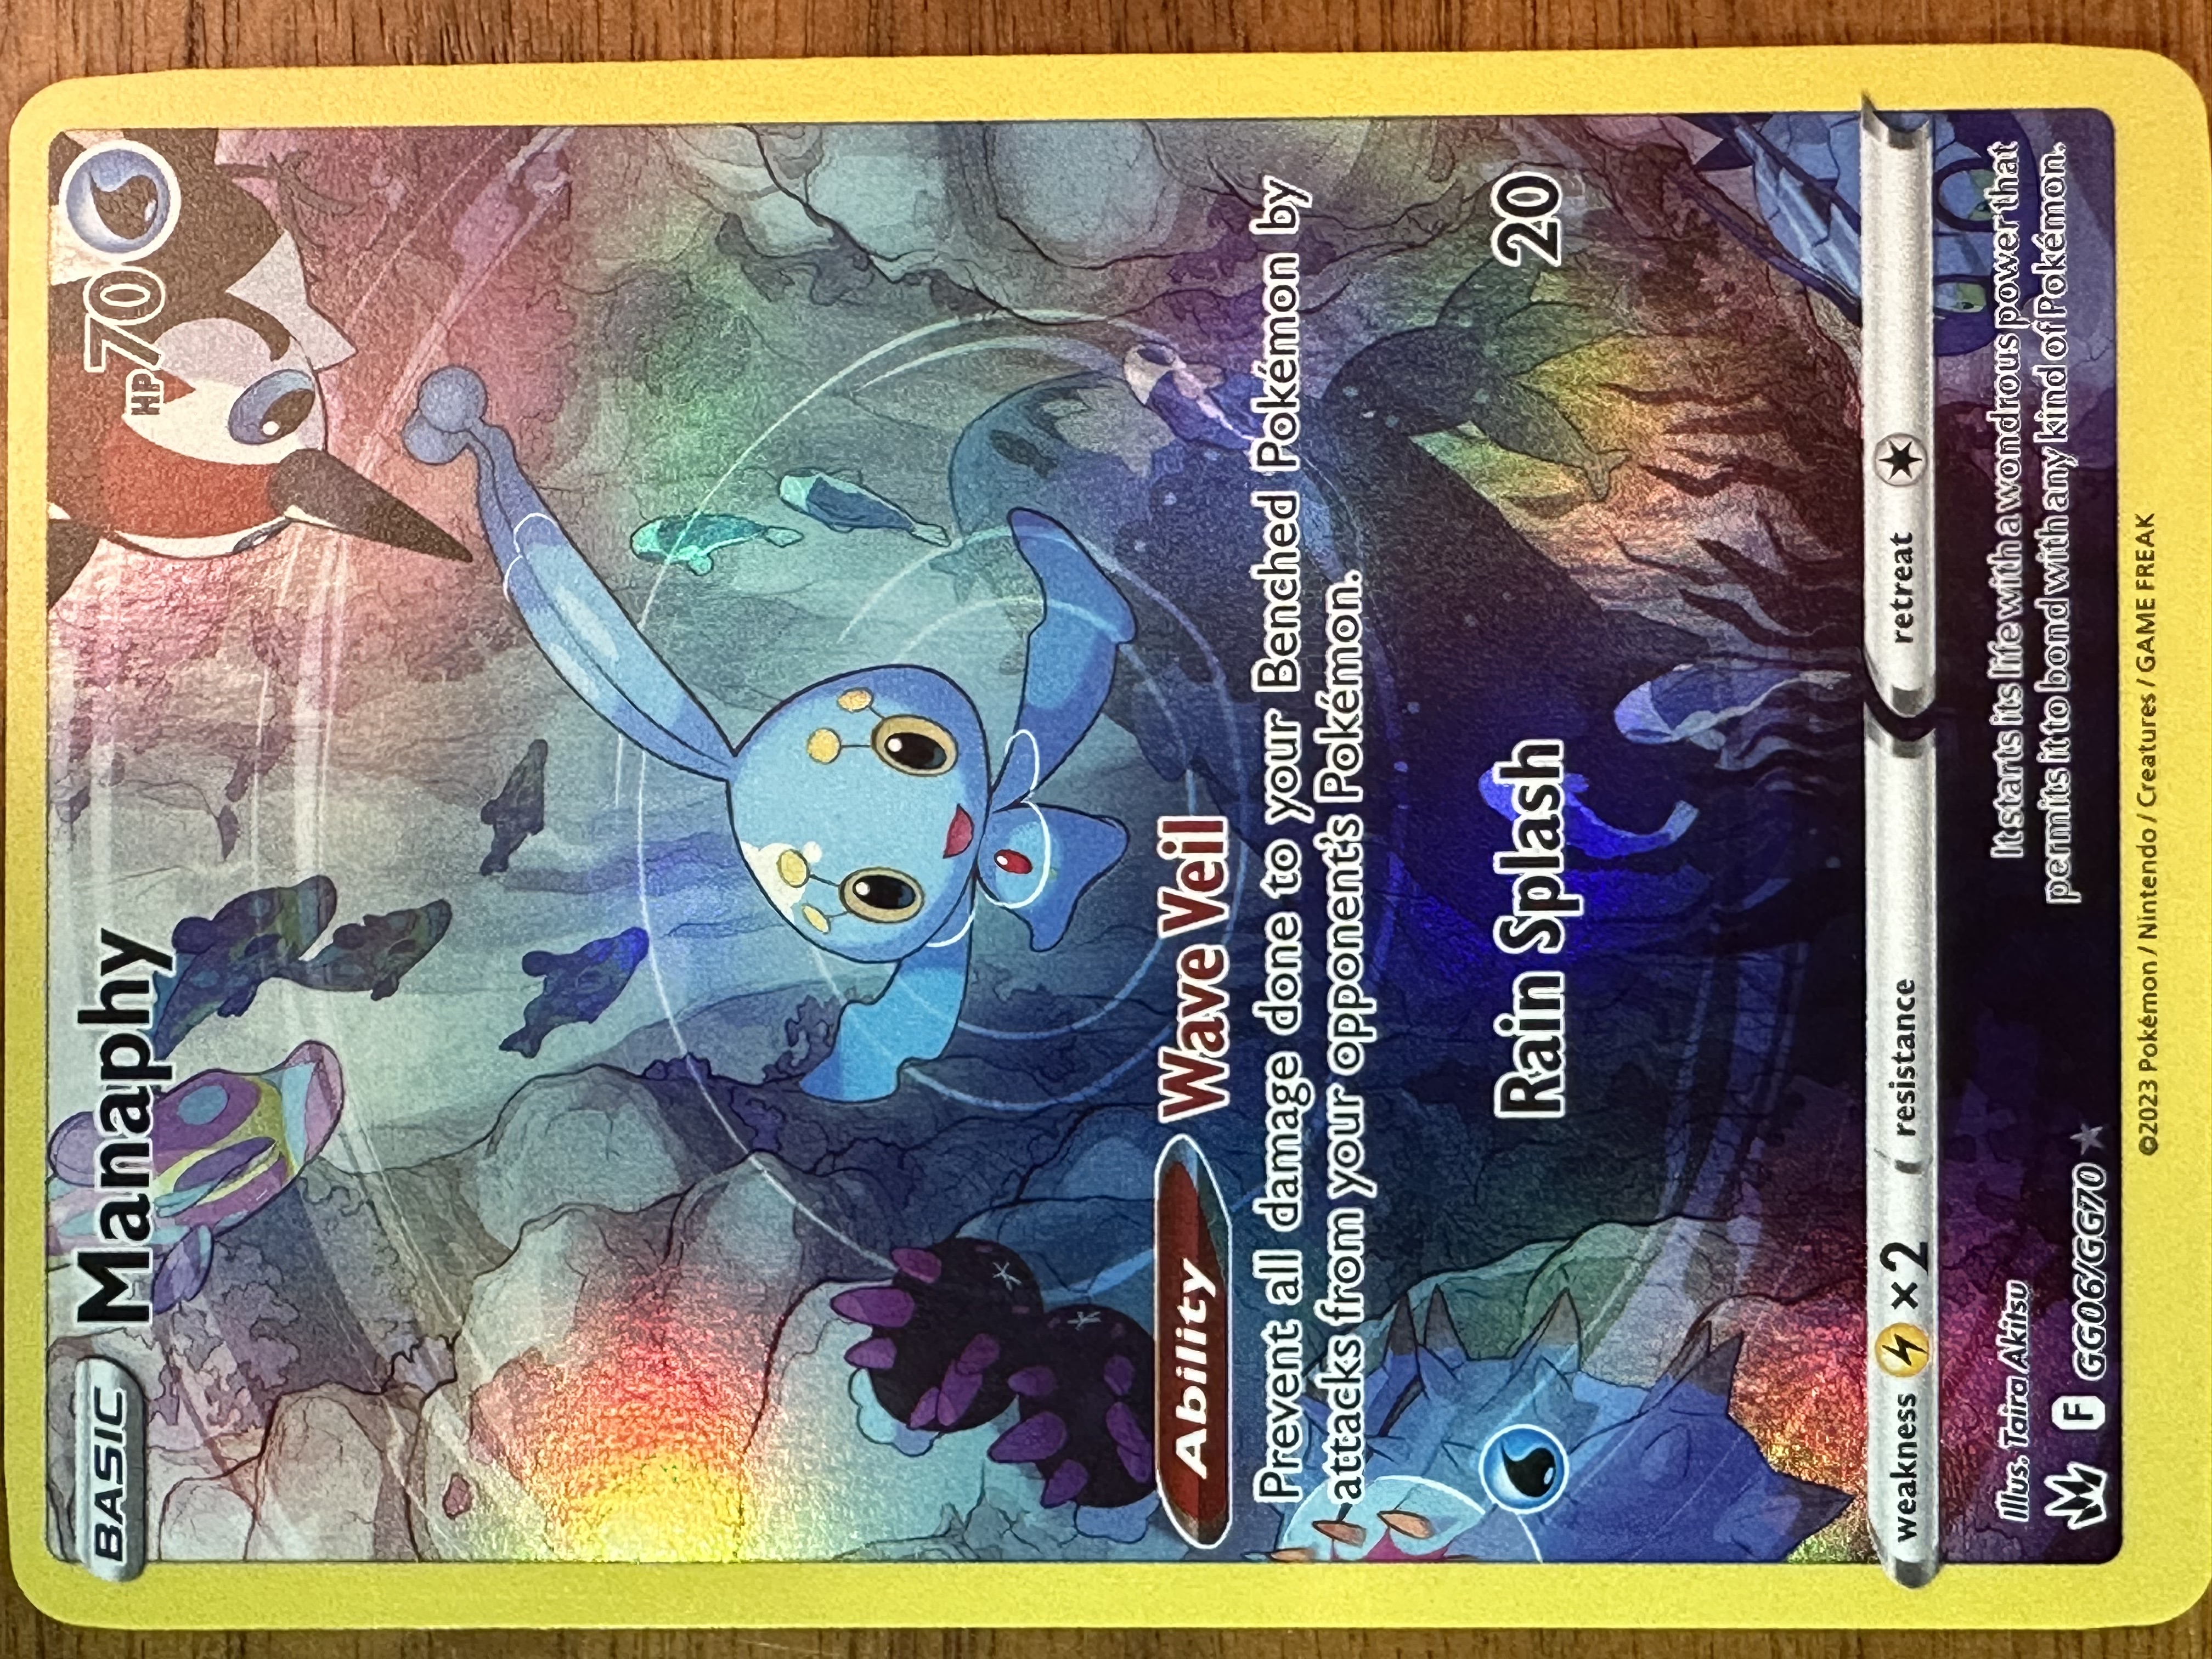 BASIC Manaphy HP70
Ability Wave Veil
Prevent all damage done to your Benched Pokémon by
attacks from your opponent's Pokémon.
Rain Splash 20
weakness ×2 resistance retreat
Illus. Taira Akitsu
It starts its life with a wondrous power that
permits it to bond with any kind of Pokémon.
F GG06/GG70
©2023 Pokémon / Nintendo / Creatures / GAME FREAK